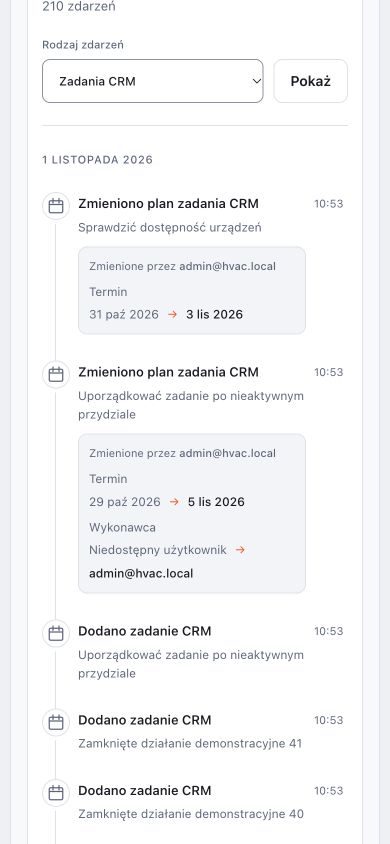 210 zdarzeń
Rodzaj zdarzeń
Zadania CRM
Pokaż
1 LISTOPADA 2026
Zmieniono plan zadania CRM 10:53
Sprawdzić dostępność urządzeń
Zmienione przez admin@hvac.local
Termin
31 paź 2026 → 3 lis 2026
Zmieniono plan zadania CRM 10:53
Uporządkować zadanie po nieaktywnym
przydziale
Zmienione przez admin@hvac.local
Termin
29 paź 2026 → 5 lis 2026
Wykonawca
Niedostępny użytkownik →
admin@hvac.local
Dodano zadanie CRM 10:53
Uporządkować zadanie po nieaktywnym
przydziale
Dodano zadanie CRM 10:53
Zamknięte działanie demonstracyjne 41
Dodano zadanie CRM 10:53
Zamknięte działanie demonstracyjne 40